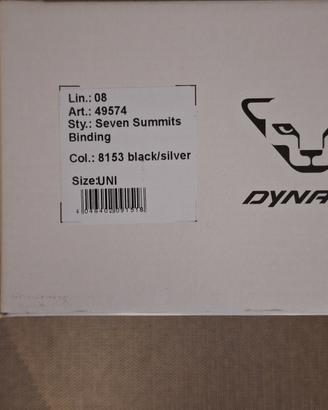 Lin.: 08
Art.: 49574
Sty.: Seven Summits
Binding
Col.: 8153 black/silver
Size:UNI
DYNA